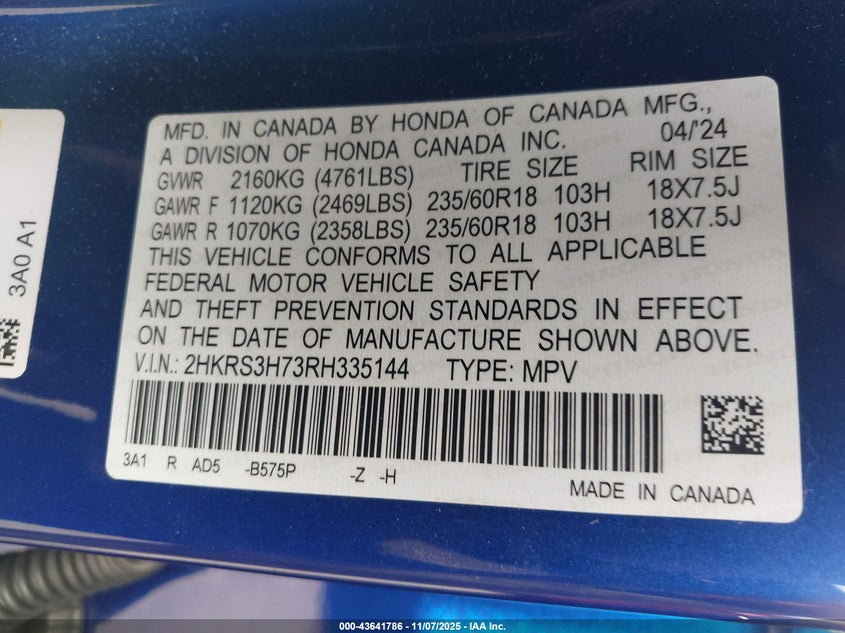 MFD. IN CANADA BY HONDA OF CANADA MFG.,
A DIVISION OF HONDA CANADA INC. 04/'24
GVWR 2160KG (4761LBS) TIRE SIZE RIM SIZE
GAWR F 1120KG (2469LBS) 235/60R18 103H 18X7.5J
GAWR R 1070KG (2358LBS) 235/60R18 103H 18X7.5J
THIS VEHICLE CONFORMS TO ALL APPLICABLE
FEDERAL MOTOR VEHICLE SAFETY
AND THEFT PREVENTION STANDARDS IN EFFECT
ON THE DATE OF MANUFACTURE SHOWN ABOVE.
V.I.N.: 2HKRS3H73RH335144 TYPE: MPV
3A1 R AD5 -B575P -Z -H
MADE IN CANADA
3A0 A1
000-43641786 - 11/07/2025 - IAA Inc.